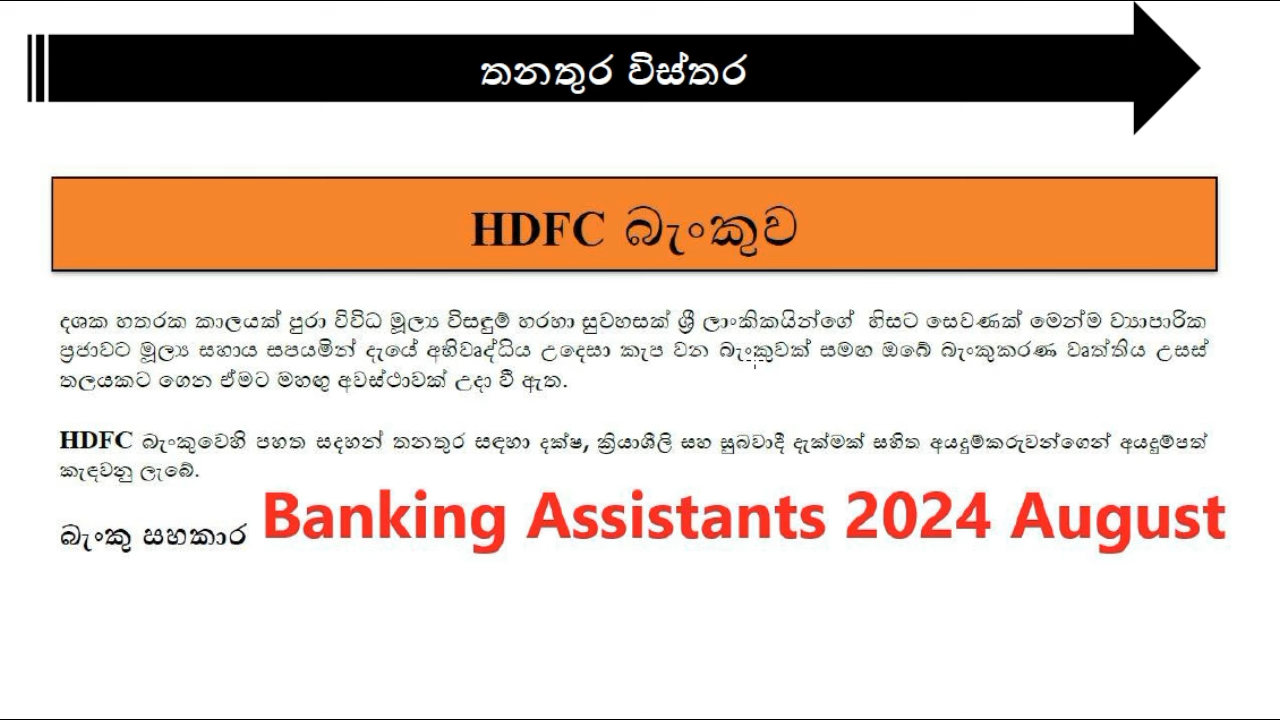 තනතුර විස්තර
HDFC බැංකුව
දශක හතරක කාලයක් පුරා විවිධ මූල්‍ය විසඳුම් හරහා සුවහසක් ශ්‍රී ලාංකිකයින්ගේ හිසට සෙවණක් මෙන්ම ව්‍යාපාරික
ප්‍රජාවට මූල්‍ය සහාය සපයමින් දැයේ අභිවෘද්ධිය උදෙසා කැප වන බැංකුවක් සමඟ ඔබේ බැංකුකරණ වෘත්තිය උසස්
තලයකට ගෙන ඒමට මහඟු අවස්ථාවක් උදා වී ඇත.
HDFC බැංකුවෙහි පහත සදහන් තනතුර සඳහා දක්ෂ, ක්‍රියාශීලි සහ සුබවාදී දැක්මක් සහිත අයදුම්කරුවන්ගෙන් අයදුම්පත්
කැඳවනු ලැබේ.
බැංකු සහකාර Banking Assistants 2024 August